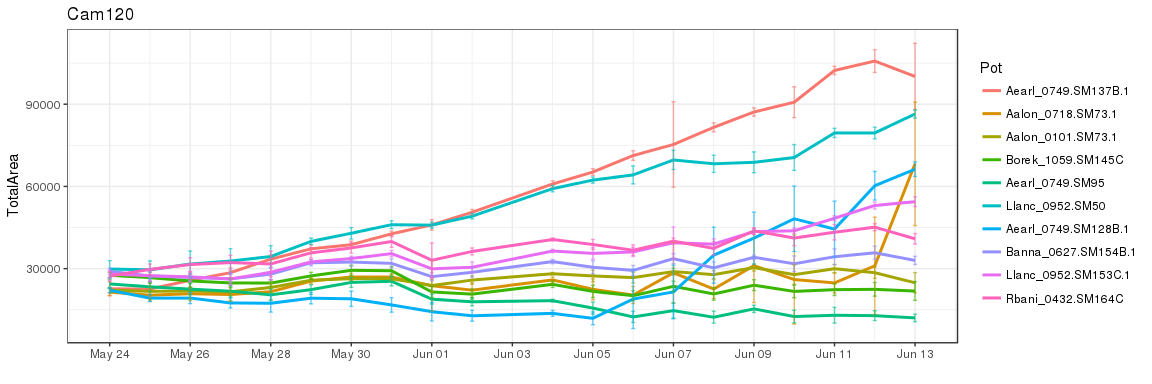 Cam120
TotalArea
90000
60000
30000
May 24
May 26
May 28
May 30
Jun 01
Jun 03
Jun 05
Jun 07
Jun 09
Jun 11
Jun 13
Pot
Aearl_0749.SM137B.1
Aalon_0718.SM73.1
Aalon_0101.SM73.1
Borek_1059.SM145C
Aearl_0749.SM95
Llanc_0952.SM50
Aearl_0749.SM128B.1
Banna_0627.SM154B.1
Llanc_0952.SM153C.1
Rbani_0432.SM164C